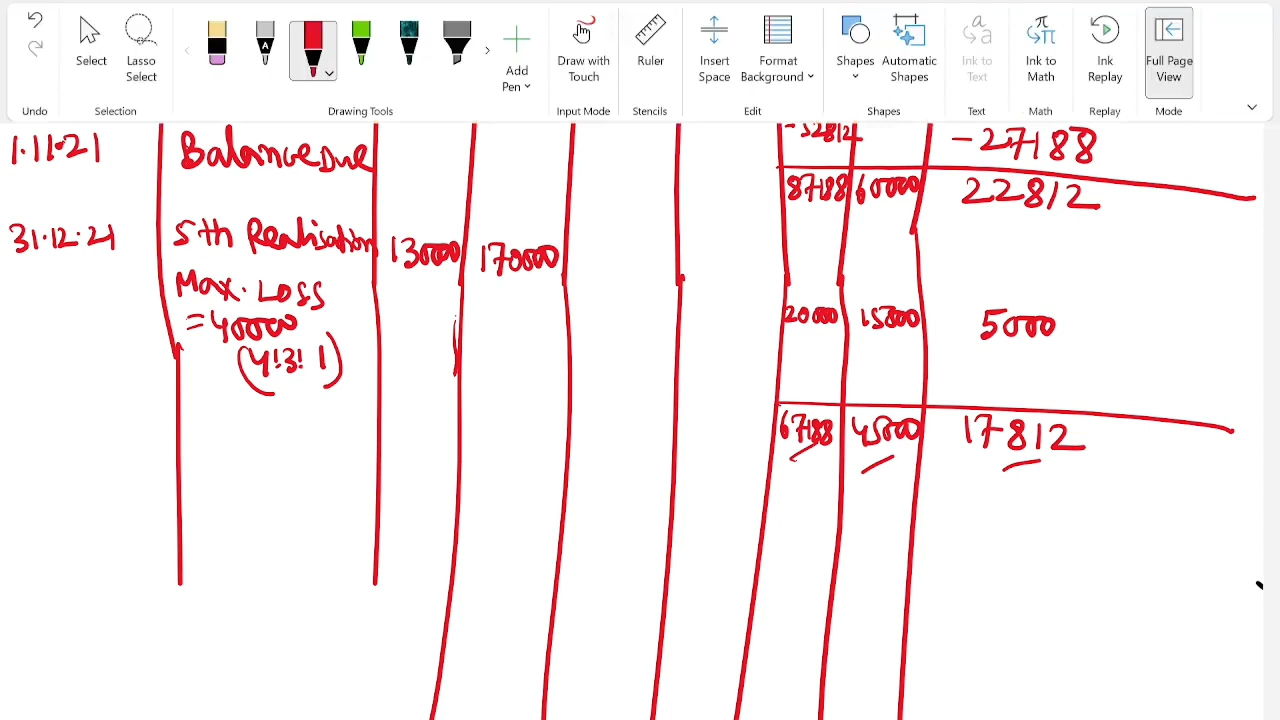 Undo
Select
Lasso Select
Selection
A
Drawing Tools
Add Pen
Draw with Touch
Input Mode
Ruler
Stencils
Insert Space
Format Background
Edit
Shapes
Automatic Shapes
Shapes
a
a
Ink to Text
Text
π
π
Ink to Math
Math
Ink Replay
Replay
Full Page View
Mode
-52812
1.11.21 Balance Due -27188
87188 60000 22812
31.12.21 5th Realisation 130000 170000
Max. Loss
=40000 20000 15000 5000
(4:3:1)
67188 45000 17812